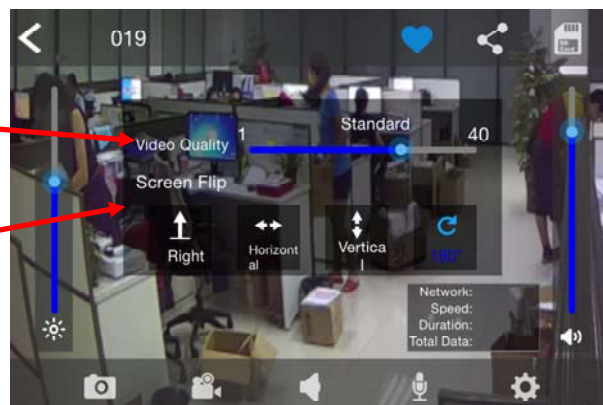 019
Standard
Video Quality 1 40
Screen Flip
Right
Horizont
al
Vertica
l
180°
Network:
Speed:
Duration:
Total Data: